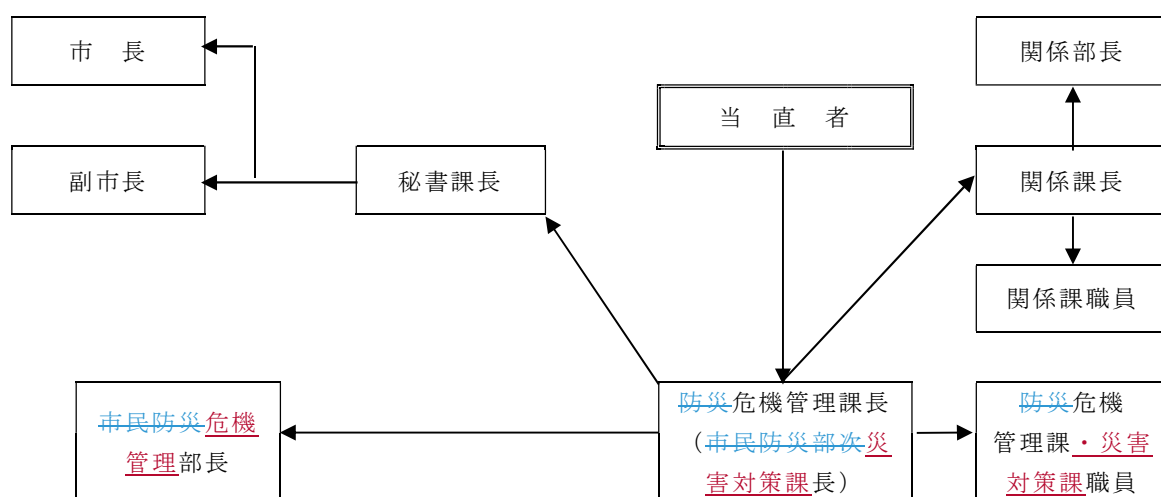 市　長
関係部長
当　直　者
副市長
秘書課長
関係課長
関係課職員
市民防災危機
管理部長
防災危機管理課長
（市民防災部次災
害対策課長）
防災危機
管理課・災害
対策課職員